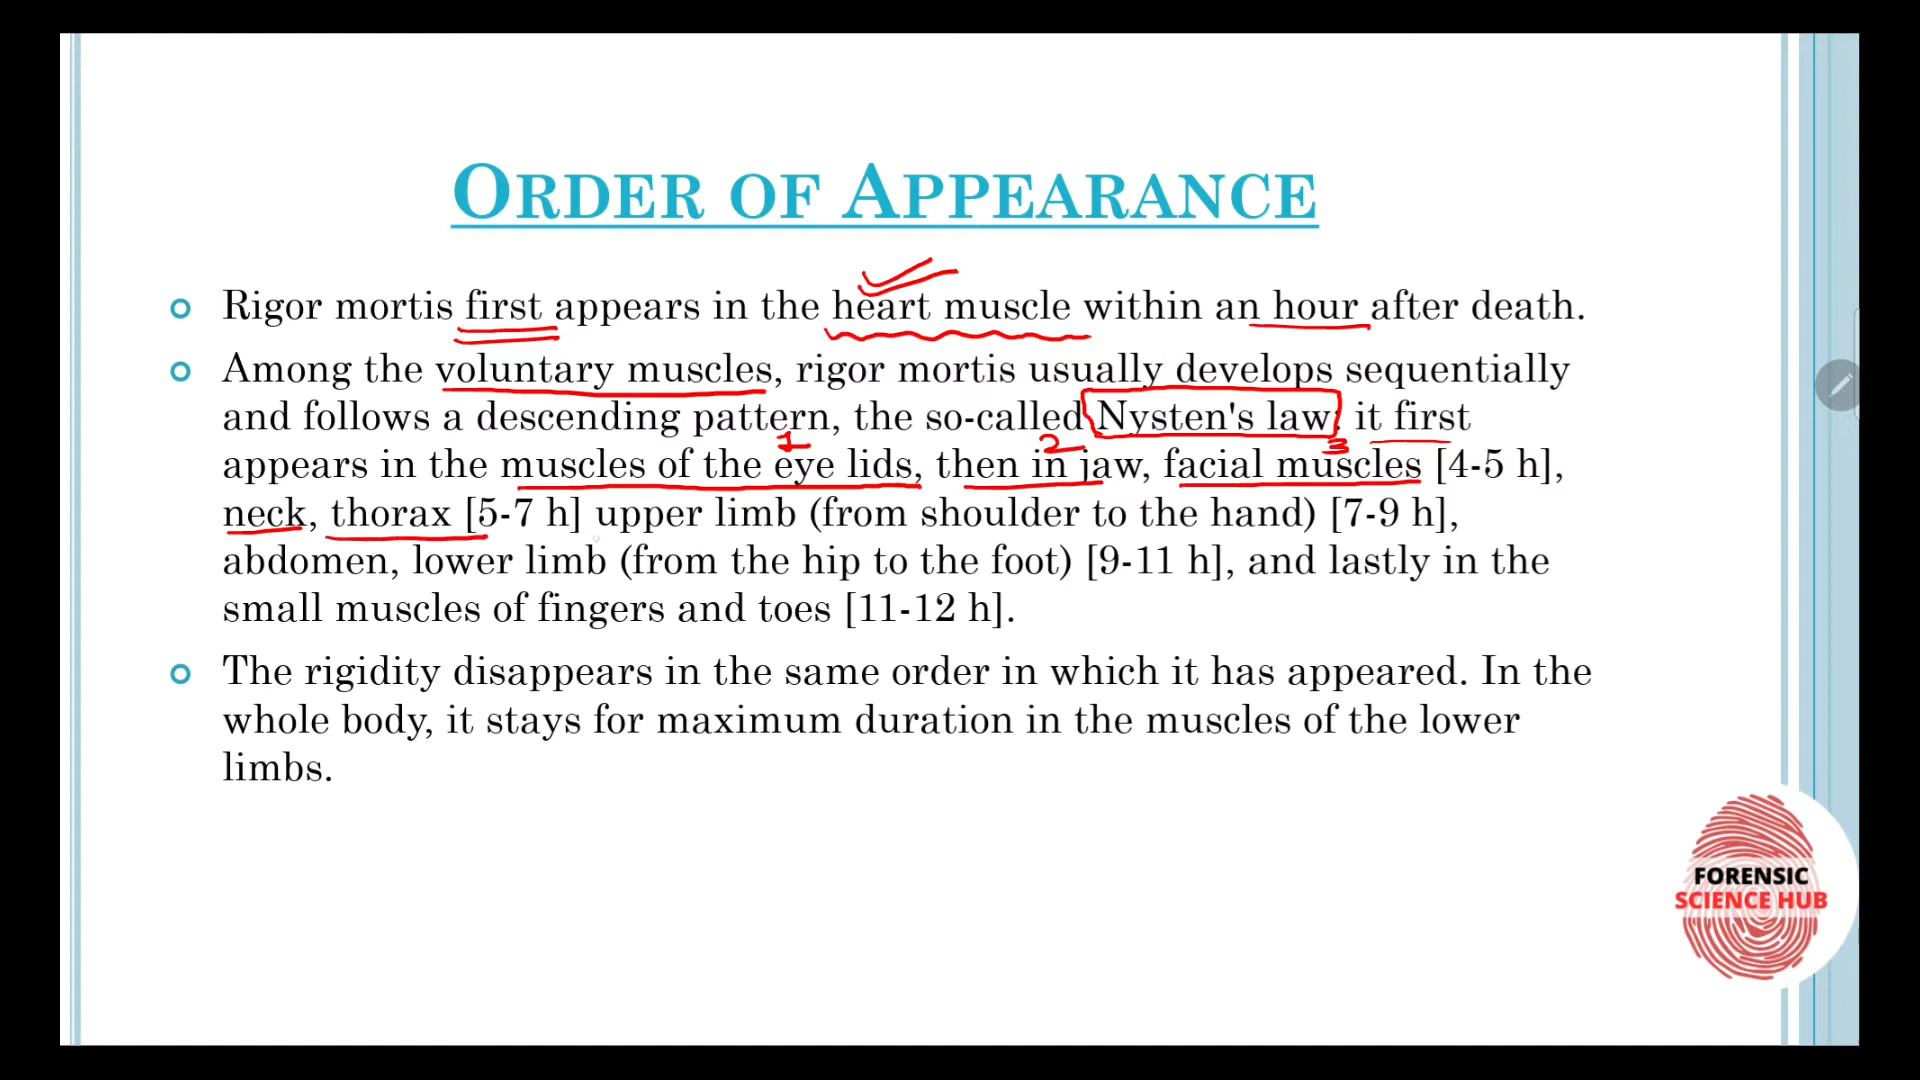 ORDER OF APPEARANCE
Rigor mortis first appears in the heart muscle within an hour after death.
Among the voluntary muscles, rigor mortis usually develops sequentially
and follows a descending pattern, the so-called Nysten's law: it first
1 2 3
appears in the muscles of the eye lids, then in jaw, facial muscles [4-5 h],
neck, thorax [5-7 h] upper limb (from shoulder to the hand) [7-9 h],
abdomen, lower limb (from the hip to the foot) [9-11 h], and lastly in the
small muscles of fingers and toes [11-12 h].
The rigidity disappears in the same order in which it has appeared. In the
whole body, it stays for maximum duration in the muscles of the lower
limbs.
FORENSIC
SCIENCE HUB